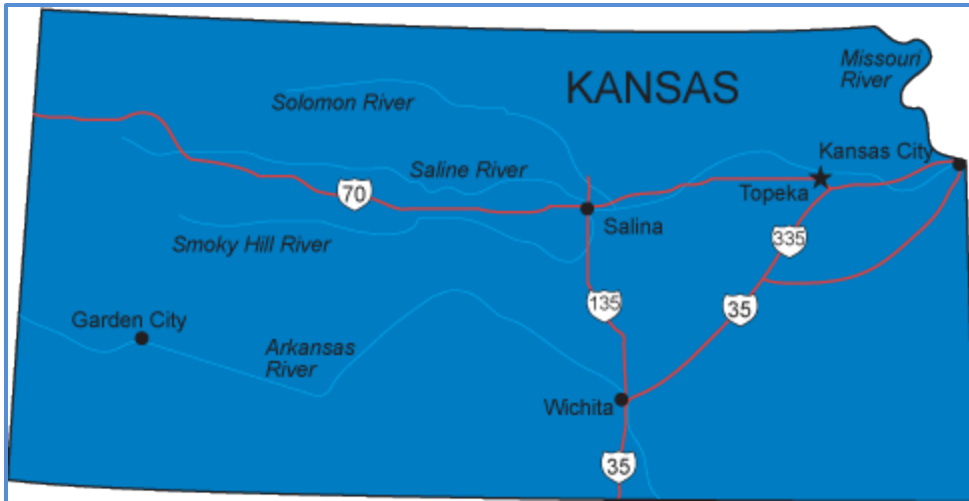 Missouri
River
KANSAS
Solomon River
Kansas City
Saline River
Topeka
70
Salina
Smoky Hill River
335
135
35
Garden City
Arkansas
River
Wichita
35